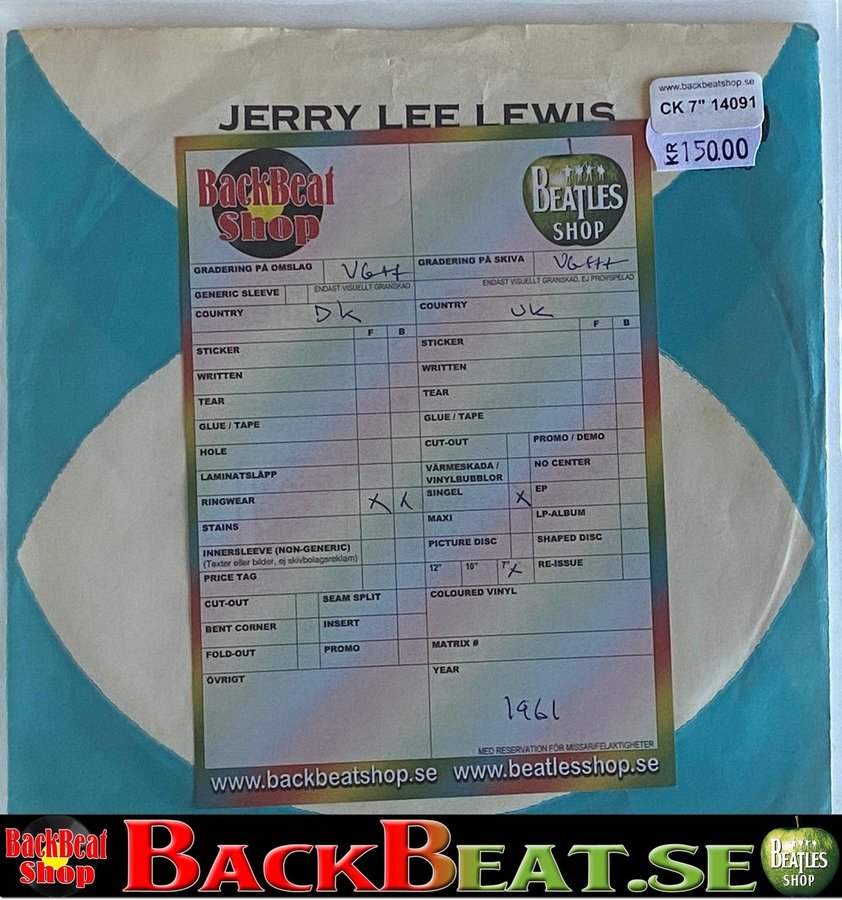 JERRY LEE LEWIS
www.backbeatshop.se
CK 7" 14091
KR150.00
BackBeat
Shop
BEATLES
SHOP
GRADERING PÅ OMSLAG VG++
ENDAST VISUELLT GRANSKAD
GENERIC SLEEVE
COUNTRY DK
F B
STICKER
WRITTEN
TEAR
GLUE / TAPE
HOLE
LAMINATSLÄPP
RINGWEAR X X
STAINS
INNERSLEEVE (NON-GENERIC)
(Texter eller bilder, ej skivbolagsreklam)
PRICE TAG
CUT-OUT SEAM SPLIT
BENT CORNER INSERT
FOLD-OUT PROMO
ÖVRIGT
GRADERING PÅ SKIVA VG+++
ENDAST VISUELLT GRANSKAD, EJ PROVSPELAD
COUNTRY UK
F B
STICKER
WRITTEN
TEAR
GLUE / TAPE
CUT-OUT PROMO / DEMO
VÄRMESKADA / NO CENTER
VINYLBUBBLOR
SINGEL X EP
MAXI LP-ALBUM
PICTURE DISC SHAPED DISC
12" 10" 7" X RE-ISSUE
COLOURED VINYL
MATRIX #
YEAR
1961
MED RESERVATION FÖR MISSAR/FELAKTIGHETER
www.backbeatshop.se www.beatlesshop.se
BackBeat
Shop
BACKBEAT.SE
BEATLES
SHOP